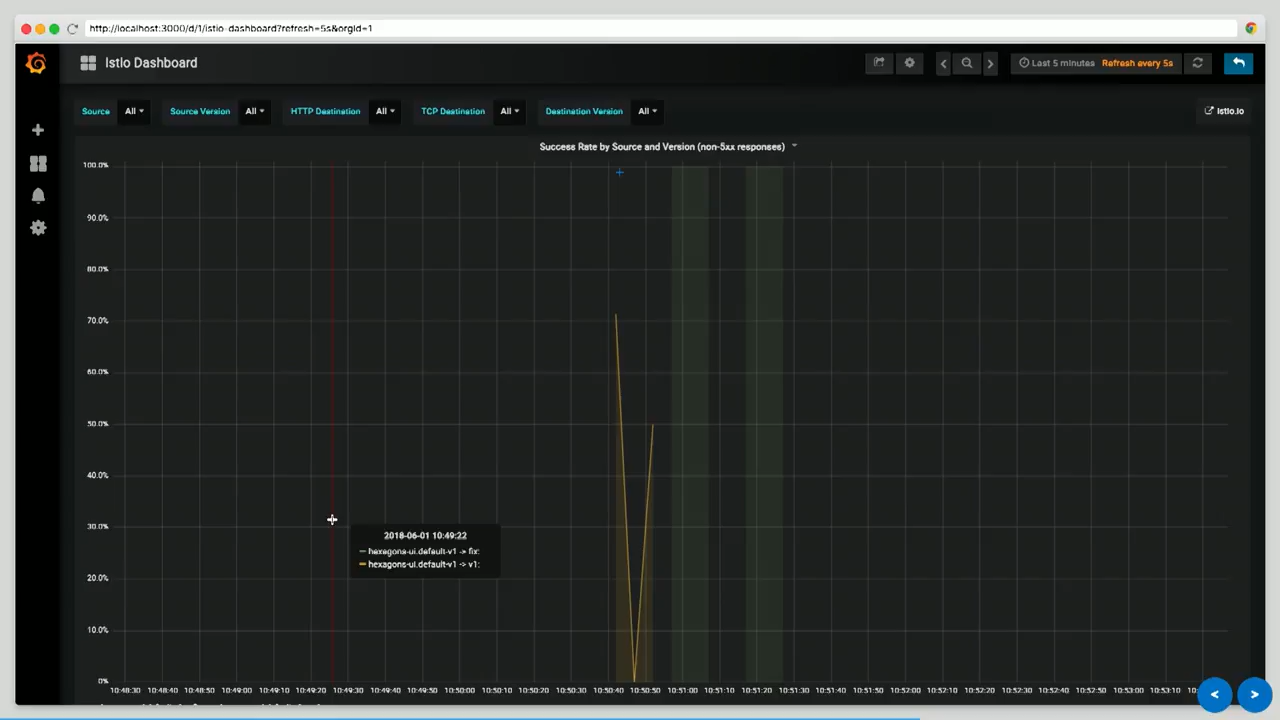 http://localhost:3000/d/1/istio-dashboard?refresh=5s&orgId=1
Istio Dashboard
Last 5 minutes Refresh every 5s
Source All Source Version All HTTP Destination All TCP Destination All Destination Version All istio.io
Success Rate by Source and Version (non-5xx responses)
100.0%
90.0%
80.0%
70.0%
60.0%
50.0%
40.0%
30.0%
20.0%
10.0%
0%
2018-06-01 10:49:22
hexagons-ui.default-v1 -> fix:
hexagons-ui.default-v1 -> v1:
10:48:30 10:48:40 10:48:50 10:49:00 10:49:10 10:49:20 10:49:30 10:49:40 10:49:50 10:50:00 10:50:10 10:50:20 10:50:30 10:50:40 10:50:50 10:51:00 10:51:10 10:51:20 10:51:30 10:51:40 10:51:50 10:52:00 10:52:10 10:52:20 10:52:30 10:52:40 10:52:50 10:53:00 10:53:10